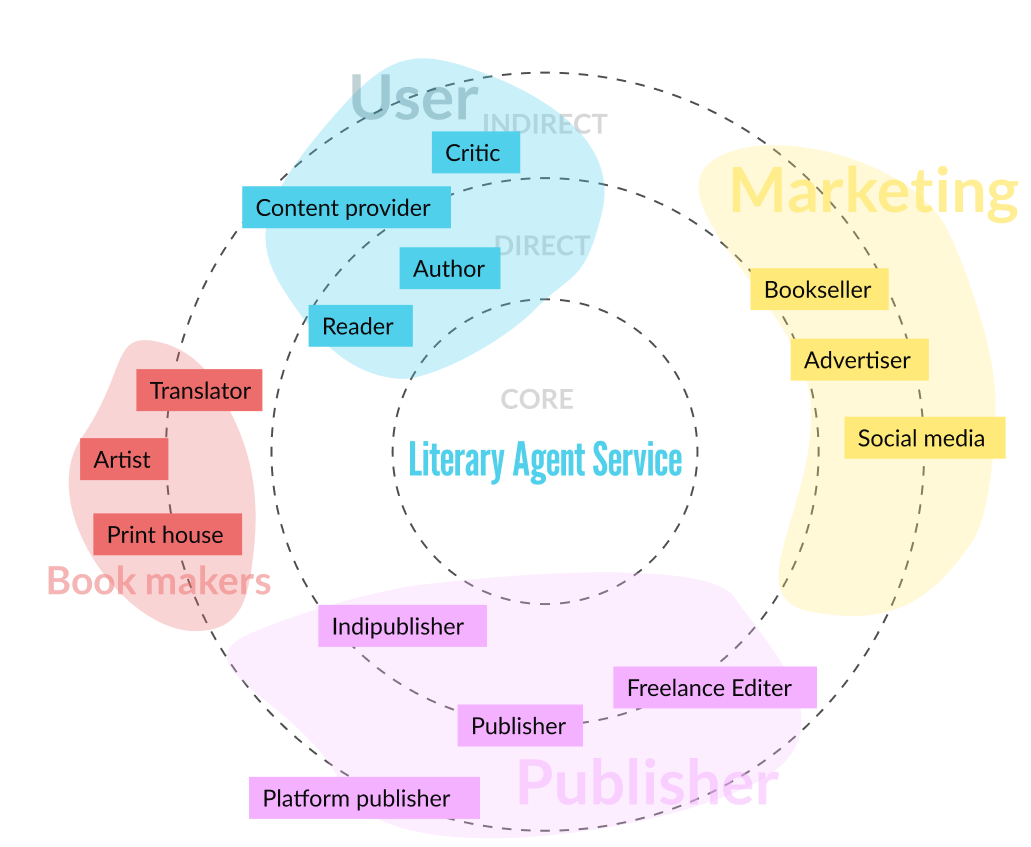 User
INDIRECT
Critic
Marketing
Content provider
DIRECT
Author
Bookseller
Reader
Advertiser
Translator
CORE
Social media
Artist
Literary Agent Service
Print house
Book makers
Indipublisher
Freelance Editer
Publisher
Publisher
Platform publisher